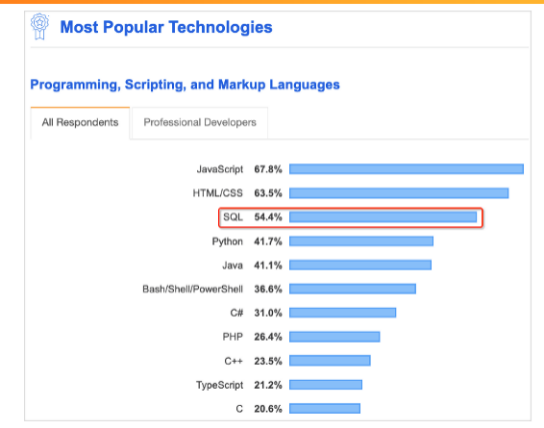 Most Popular Technologies
Programming, Scripting, and Markup Languages
All Respondents Professional Developers
JavaScript 67.8%
HTML/CSS 63.5%
SQL 54.4%
Python 41.7%
Java 41.1%
Bash/Shell/PowerShell 36.6%
C# 31.0%
PHP 26.4%
C++ 23.5%
TypeScript 21.2%
C 20.6%